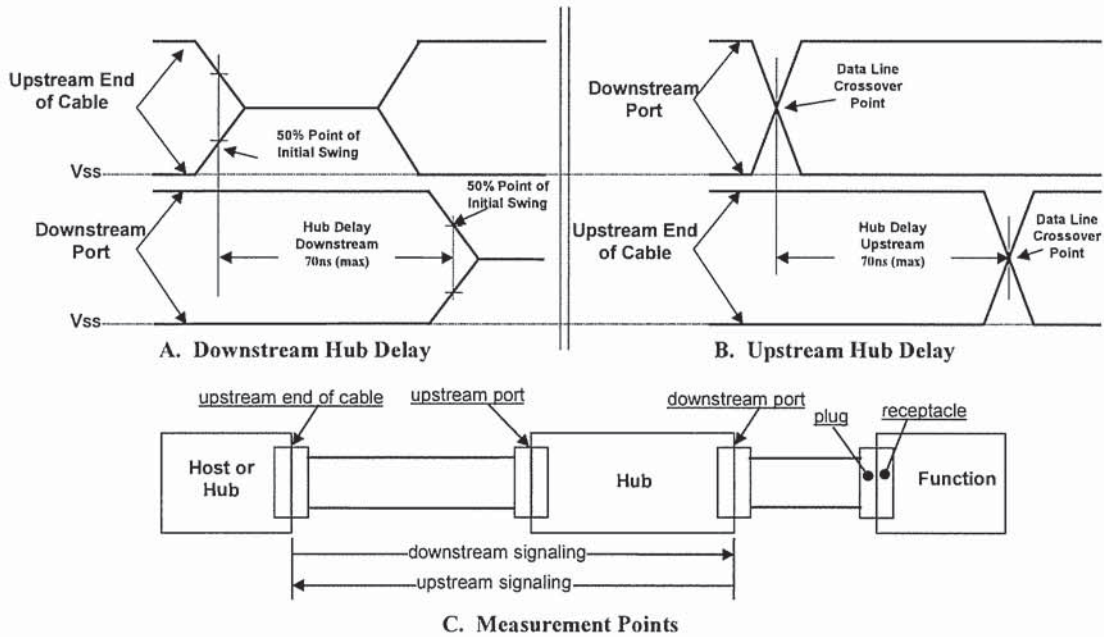 Upstream End
of Cable
50% Point of
Initial Swing
Vss
50% Point of
Initial Swing
Downstream
Port
Hub Delay
Downstream
70ns (max)
Vss
A. Downstream Hub Delay
Downstream
Port
Data Line
Crossover
Point
Upstream End
of Cable
Hub Delay
Upstream
70ns (max)
Data Line
Crossover
Point
B. Upstream Hub Delay
upstream end of cable
upstream port
downstream port
plug
receptacle
Host or
Hub
Hub
Function
downstream signaling
upstream signaling
C. Measurement Points